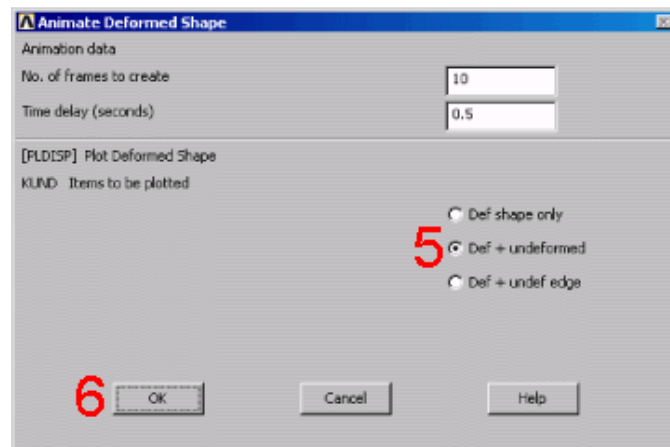 Animate Deformed Shape
Animation data
No. of frames to create 10
Time delay (seconds) 0.5
[PLDISP] Plot Deformed Shape
KUND Items to be plotted
Def shape only
5 Def + undeformed
Def + undef edge
6 OK Cancel Help